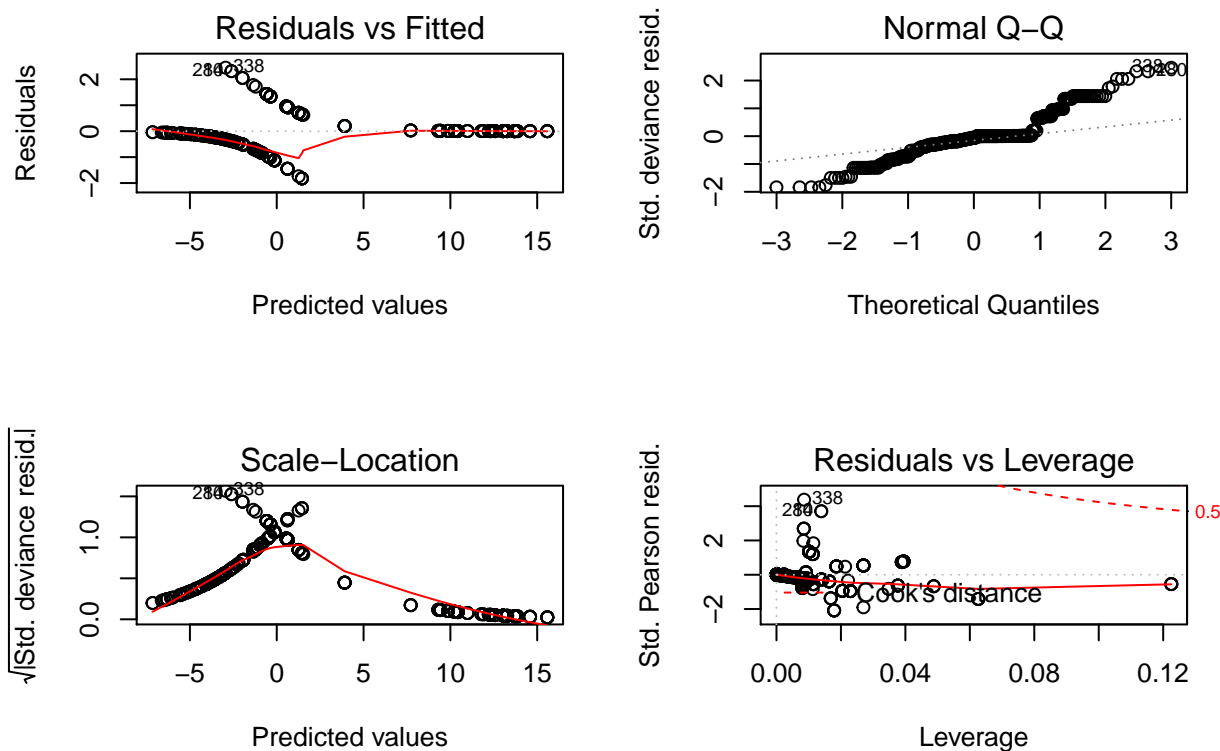 Residuals vs Fitted
Residuals
2
0
−2
338
−5 0 5 10 15
Predicted values
Normal Q−Q
Std. deviance resid.
2
0
−2
338
−3 −2 −1 0 1 2 3
Theoretical Quantiles
Scale−Location
√|Std. deviance resid.|
1.0
0.0
338
−5 0 5 10 15
Predicted values
Residuals vs Leverage
Std. Pearson resid.
2
0
−2
338
0.5
Cook's distance
0.00 0.04 0.08 0.12
Leverage